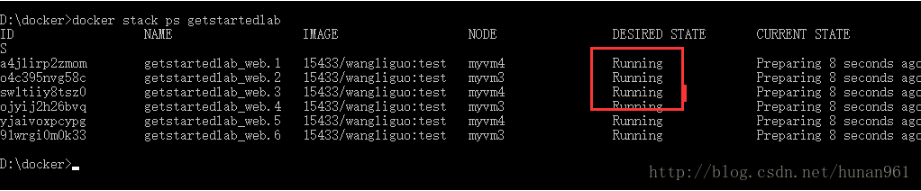 D:\docker>docker stack ps getstartedlab
ID NAME IMAGE NODE DESIRED STATE CURRENT STATE
S
a4jlirp2zmom getstartedlab_web.1 15433/wangliguo:test myvm4 Running Preparing 8 seconds ago
o4c395nvg58c getstartedlab_web.2 15433/wangliguo:test myvm3 Running Preparing 8 seconds ago
swltiiy8tsz0 getstartedlab_web.3 15433/wangliguo:test myvm4 Running Preparing 8 seconds ago
ojyij2h26bvq getstartedlab_web.4 15433/wangliguo:test myvm3 Running Preparing 8 seconds ago
yjaivoxpcypg getstartedlab_web.5 15433/wangliguo:test myvm4 Running Preparing 8 seconds ago
91wrgi0m0k33 getstartedlab_web.6 15433/wangliguo:test myvm3 Running Preparing 8 seconds ago
D:\docker>_
http://blog.csdn.net/hunan961